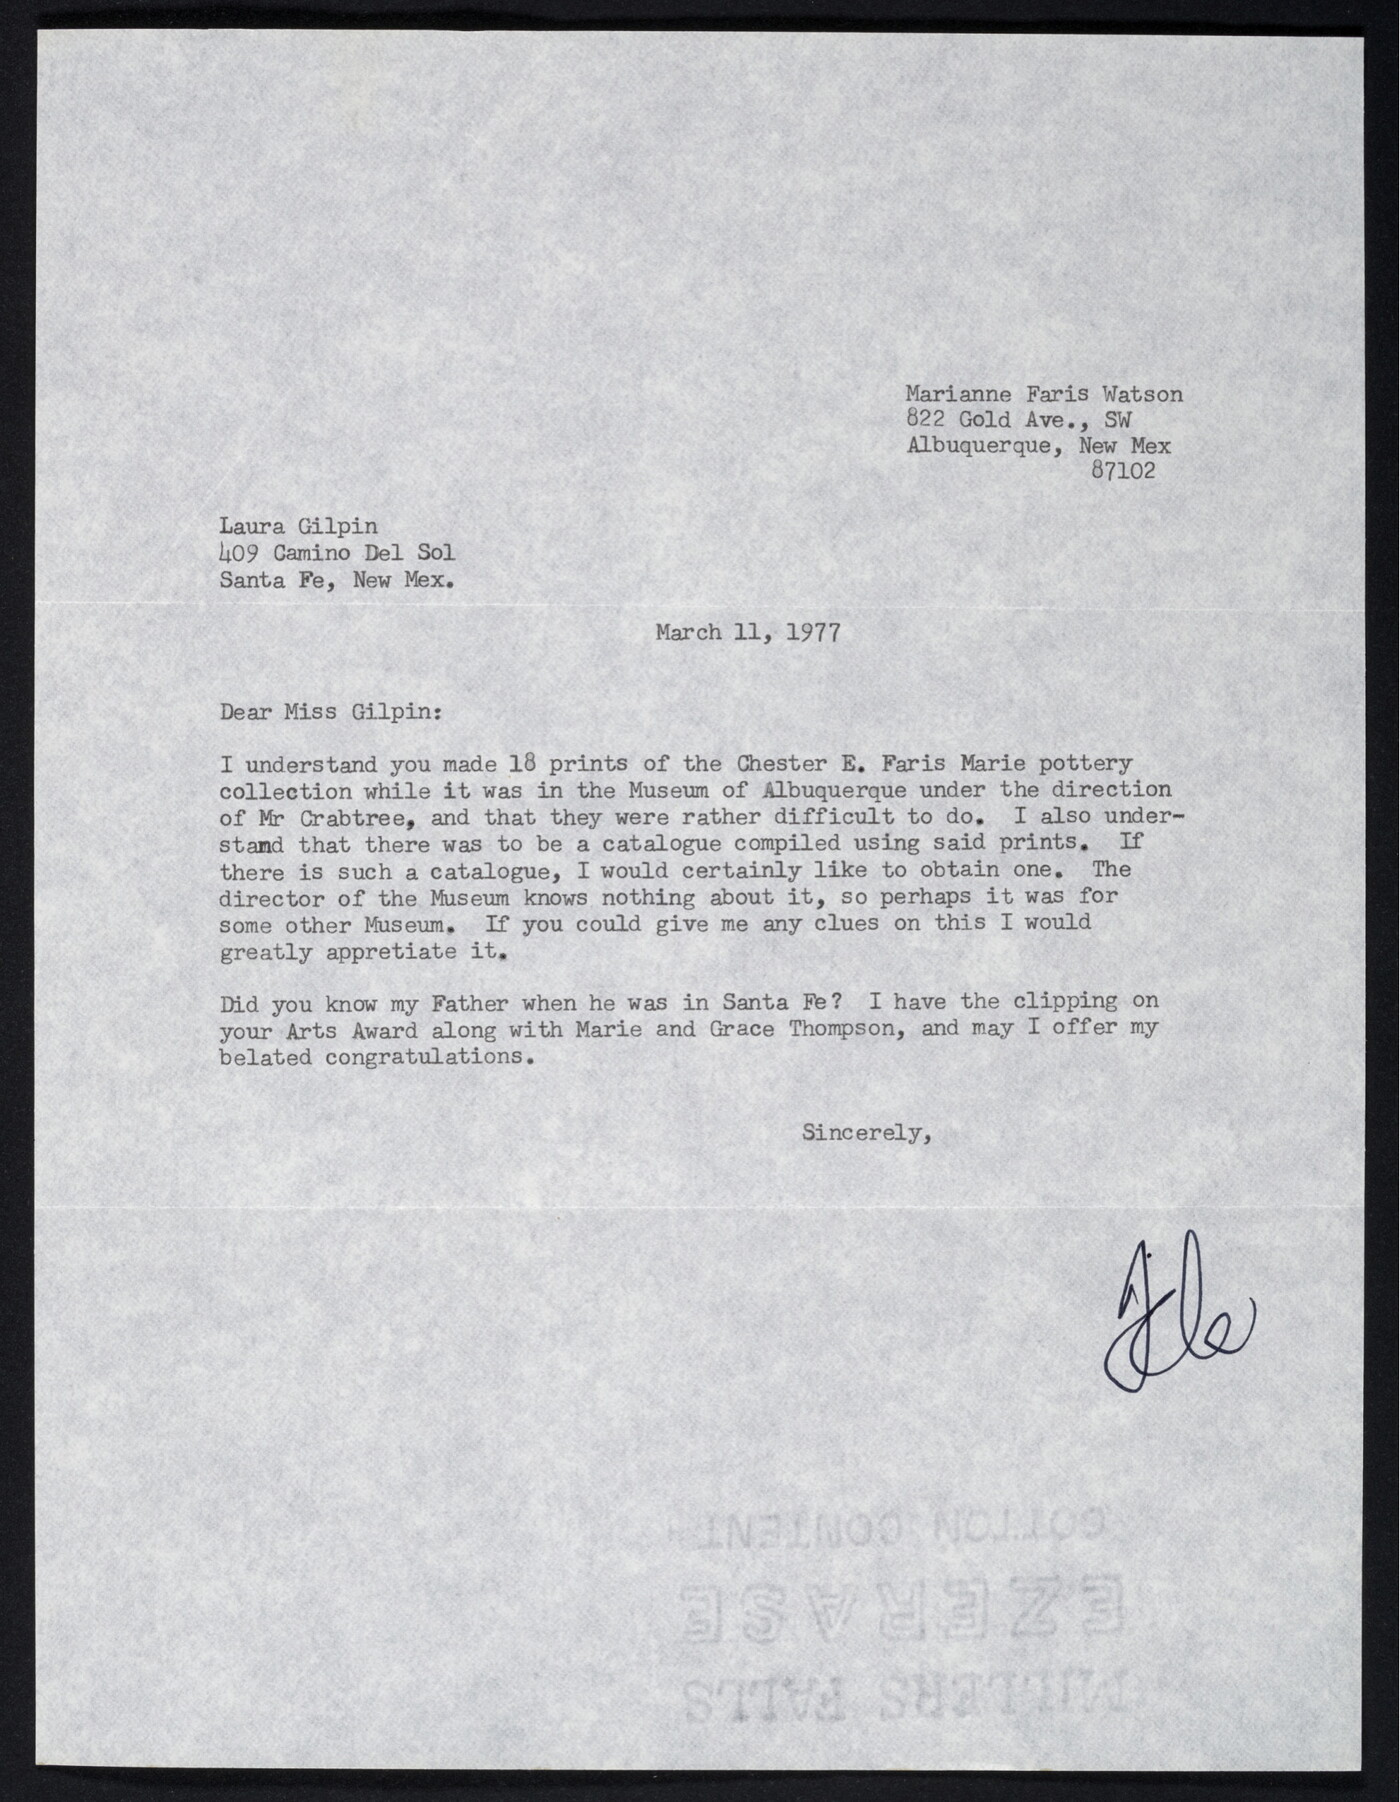 Marianne Faris Watson
822 Gold Ave., SW
Albuquerque, New Mex
87102
Laura Gilpin
409 Camino Del Sol
Santa Fe, New Mex.
March 11, 1977
Dear Miss Gilpin:
I understand you made 18 prints of the Chester E. Faris Marie pottery
collection while it was in the Museum of Albuquerque under the direction
of Mr Crabtree, and that they were rather difficult to do. I also under-
stand that there was to be a catalogue compiled using said prints. If
there is such a catalogue, I would certainly like to obtain one. The
director of the Museum knows nothing about it, so perhaps it was for
some other Museum. If you could give me any clues on this I would
greatly appretiate it.
Did you know my Father when he was in Santa Fe? I have the clipping on
your Arts Award along with Marie and Grace Thompson, and may I offer my
belated congratulations.
Sincerely,
File
COTTON CONTENT
EZERASE
MILLERS FALLS